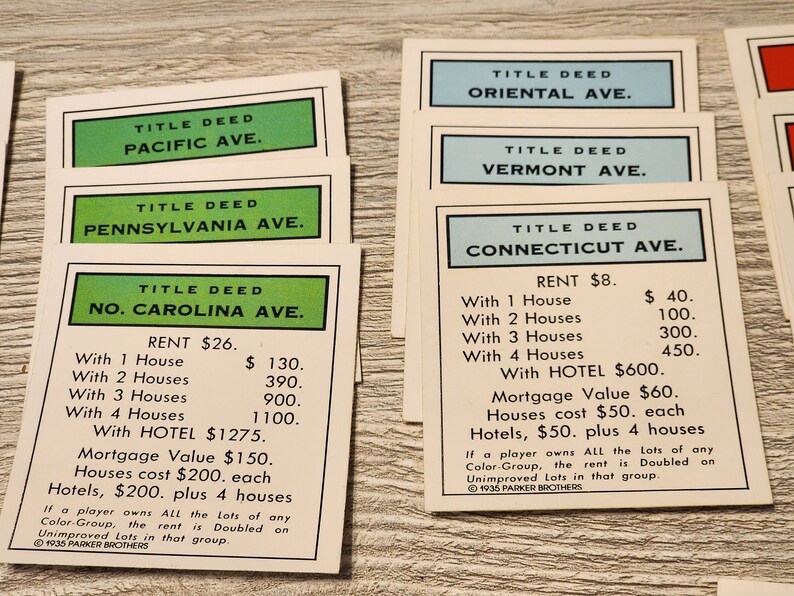 TITLE DEED
PACIFIC AVE.
TITLE DEED
PENNSYLVANIA AVE.
TITLE DEED
NO. CAROLINA AVE.
RENT $26.
With 1 House $ 130.
With 2 Houses 390.
With 3 Houses 900.
With 4 Houses 1100.
With HOTEL $1275.
Mortgage Value $150.
Houses cost $200. each
Hotels, $200. plus 4 houses
If a player owns ALL the Lots of any
Color-Group, the rent is Doubled on
Unimproved Lots in that group.
© 1935 PARKER BROTHERS
TITLE DEED
ORIENTAL AVE.
TITLE DEED
VERMONT AVE.
TITLE DEED
CONNECTICUT AVE.
RENT $8.
With 1 House $ 40.
With 2 Houses 100.
With 3 Houses 300.
With 4 Houses 450.
With HOTEL $600.
Mortgage Value $60.
Houses cost $50. each
Hotels, $50. plus 4 houses
If a player owns ALL the Lots of any
Color-Group, the rent is Doubled on
Unimproved Lots in that group.
© 1935 PARKER BROTHERS